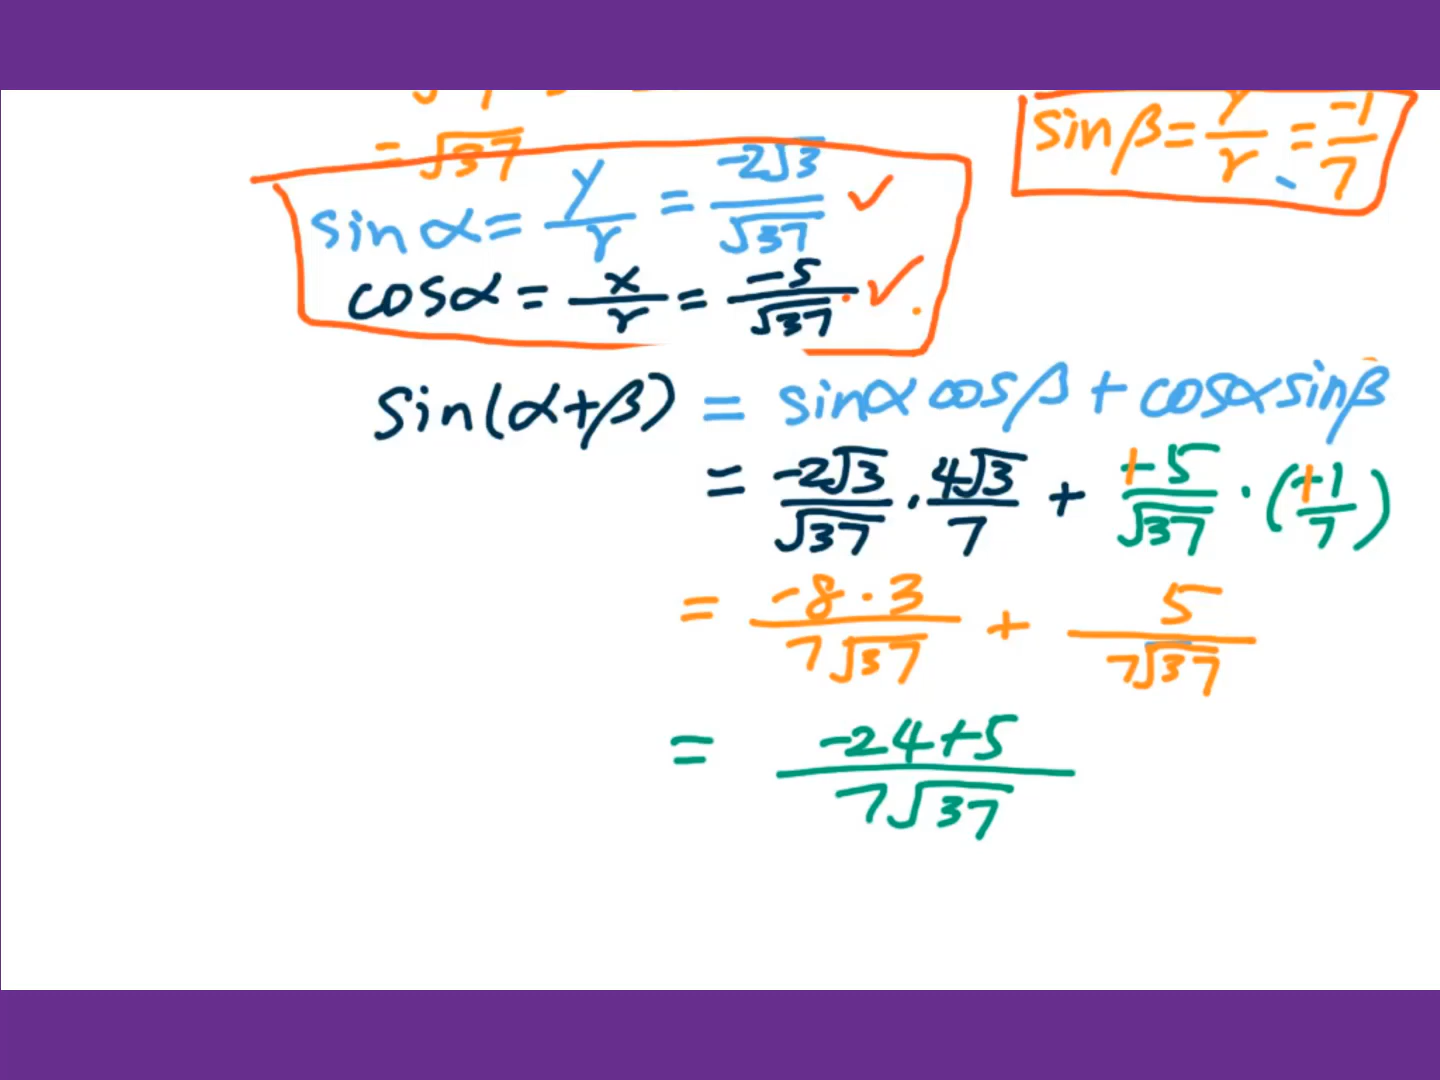 = √37
sin β = y/r = -1/7
sin α = y/r = -2√3/√37 ✓
cos α = x/r = -5/√37 ✓
sin(α+β) = sin α cos β + cos α sin β
= -2√3/√37 · 4√3/7 + +5/√37 · (+1/7)
= -8·3/7√37 + 5/7√37
= -24+5/7√37